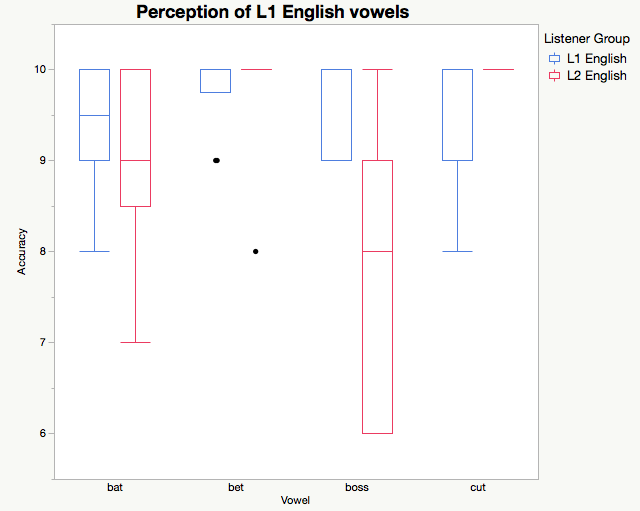 Perception of L1 English vowels
Listener Group
L1 English
L2 English
10
9
8
7
6
Accuracy
bat bet boss cut
Vowel